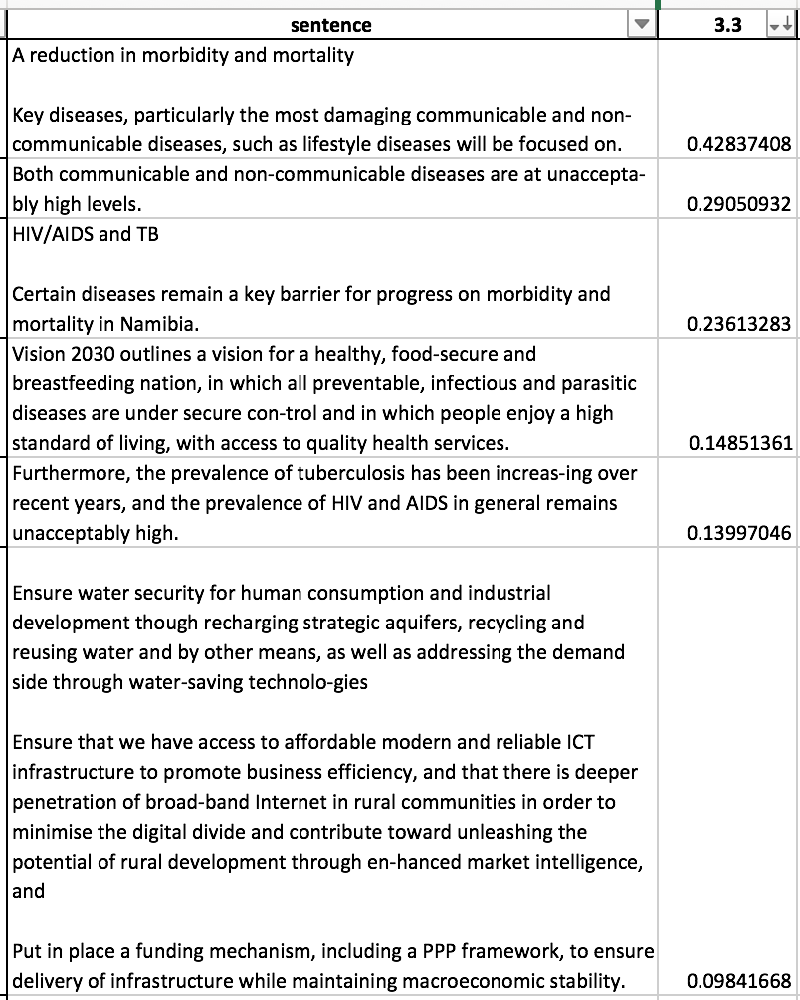 sentence 3.3
A reduction in morbidity and mortality
Key diseases, particularly the most damaging communicable and non-
communicable diseases, such as lifestyle diseases will be focused on. 0.42837408
Both communicable and non-communicable diseases are at unaccepta-
bly high levels. 0.29050932
HIV/AIDS and TB
Certain diseases remain a key barrier for progress on morbidity and
mortality in Namibia. 0.23613283
Vision 2030 outlines a vision for a healthy, food-secure and
breastfeeding nation, in which all preventable, infectious and parasitic
diseases are under secure con-trol and in which people enjoy a high
standard of living, with access to quality health services. 0.14851361
Furthermore, the prevalence of tuberculosis has been increas-ing over
recent years, and the prevalence of HIV and AIDS in general remains
unacceptably high. 0.13997046
Ensure water security for human consumption and industrial
development though recharging strategic aquifers, recycling and
reusing water and by other means, as well as addressing the demand
side through water-saving technolo-gies
Ensure that we have access to affordable modern and reliable ICT
infrastructure to promote business efficiency, and that there is deeper
penetration of broad-band Internet in rural communities in order to
minimise the digital divide and contribute toward unleashing the
potential of rural development through en-hanced market intelligence,
and
Put in place a funding mechanism, including a PPP framework, to ensure
delivery of infrastructure while maintaining macroeconomic stability. 0.09841668